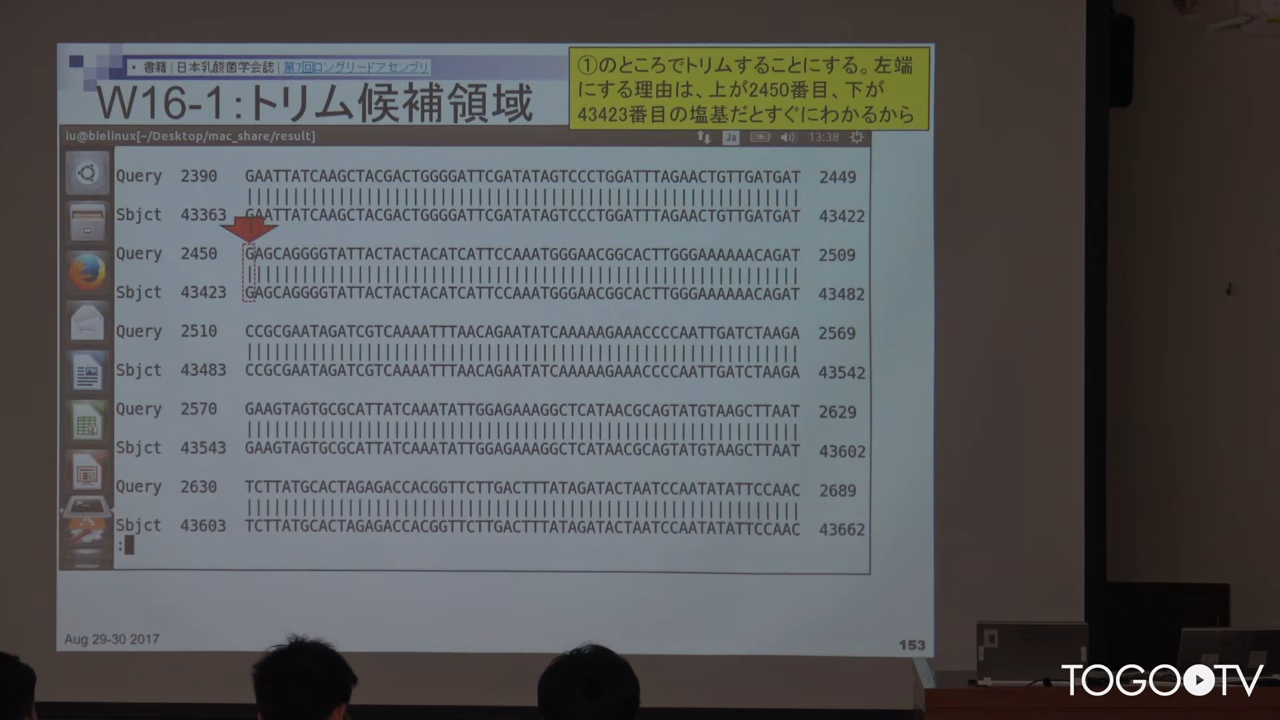 ・ 書籍 | 日本乳酸菌学会誌 | 第7回ロングリードアセンブリ
W16-1：トリム候補領域
①のところでトリムすることにする。左端
にする理由は、上が2450番目、下が
43423番目の塩基だとすぐにわかるから
iu@bielinux[~/Desktop/mac_share/result]
Ja 13:38
Query 2390 GAATTATCAAGCTACGACTGGGGATTCGATATAGTCCCTGGATTTAGAACTGTTGATGAT 2449
Sbjct 43363 GAATTATCAAGCTACGACTGGGGATTCGATATAGTCCCTGGATTTAGAACTGTTGATGAT 43422
Query 2450 GAGCAGGGGTATTACTACTACATCATTCCAAATGGGAACGGCACTTGGGAAAAAACAGAT 2509
Sbjct 43423 GAGCAGGGGTATTACTACTACATCATTCCAAATGGGAACGGCACTTGGGAAAAAACAGAT 43482
Query 2510 CCGCGAATAGATCGTCAAAATTTAACAGAATATCAAAAAGAAACCCCAATTGATCTAAGA 2569
Sbjct 43483 CCGCGAATAGATCGTCAAAATTTAACAGAATATCAAAAAGAAACCCCAATTGATCTAAGA 43542
Query 2570 GAAGTAGTGCGCATTATCAAATATTGGAGAAAGGCTCATAACGCAGTATGTAAGCTTAAT 2629
Sbjct 43543 GAAGTAGTGCGCATTATCAAATATTGGAGAAAGGCTCATAACGCAGTATGTAAGCTTAAT 43602
Query 2630 TCTTATGCACTAGAGACCACGGTTCTTGACTTTATAGATACTAATCCAATATATTCCAAC 2689
Sbjct 43603 TCTTATGCACTAGAGACCACGGTTCTTGACTTTATAGATACTAATCCAATATATTCCAAC 43662
:
Aug 29-30 2017
153
TOGO TV